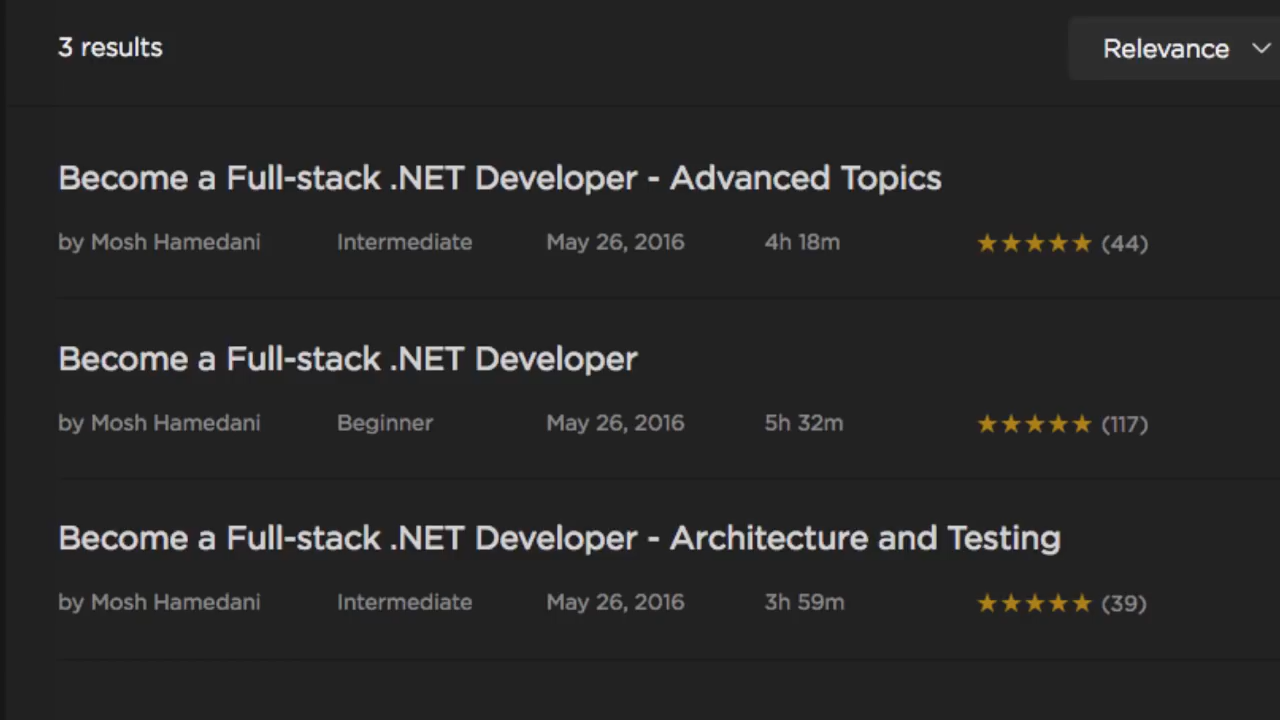 3 results
Relevance
Become a Full-stack .NET Developer - Advanced Topics
by Mosh Hamedani Intermediate May 26, 2016 4h 18m ★★★★★ (44)
Become a Full-stack .NET Developer
by Mosh Hamedani Beginner May 26, 2016 5h 32m ★★★★★ (117)
Become a Full-stack .NET Developer - Architecture and Testing
by Mosh Hamedani Intermediate May 26, 2016 3h 59m ★★★★★ (39)